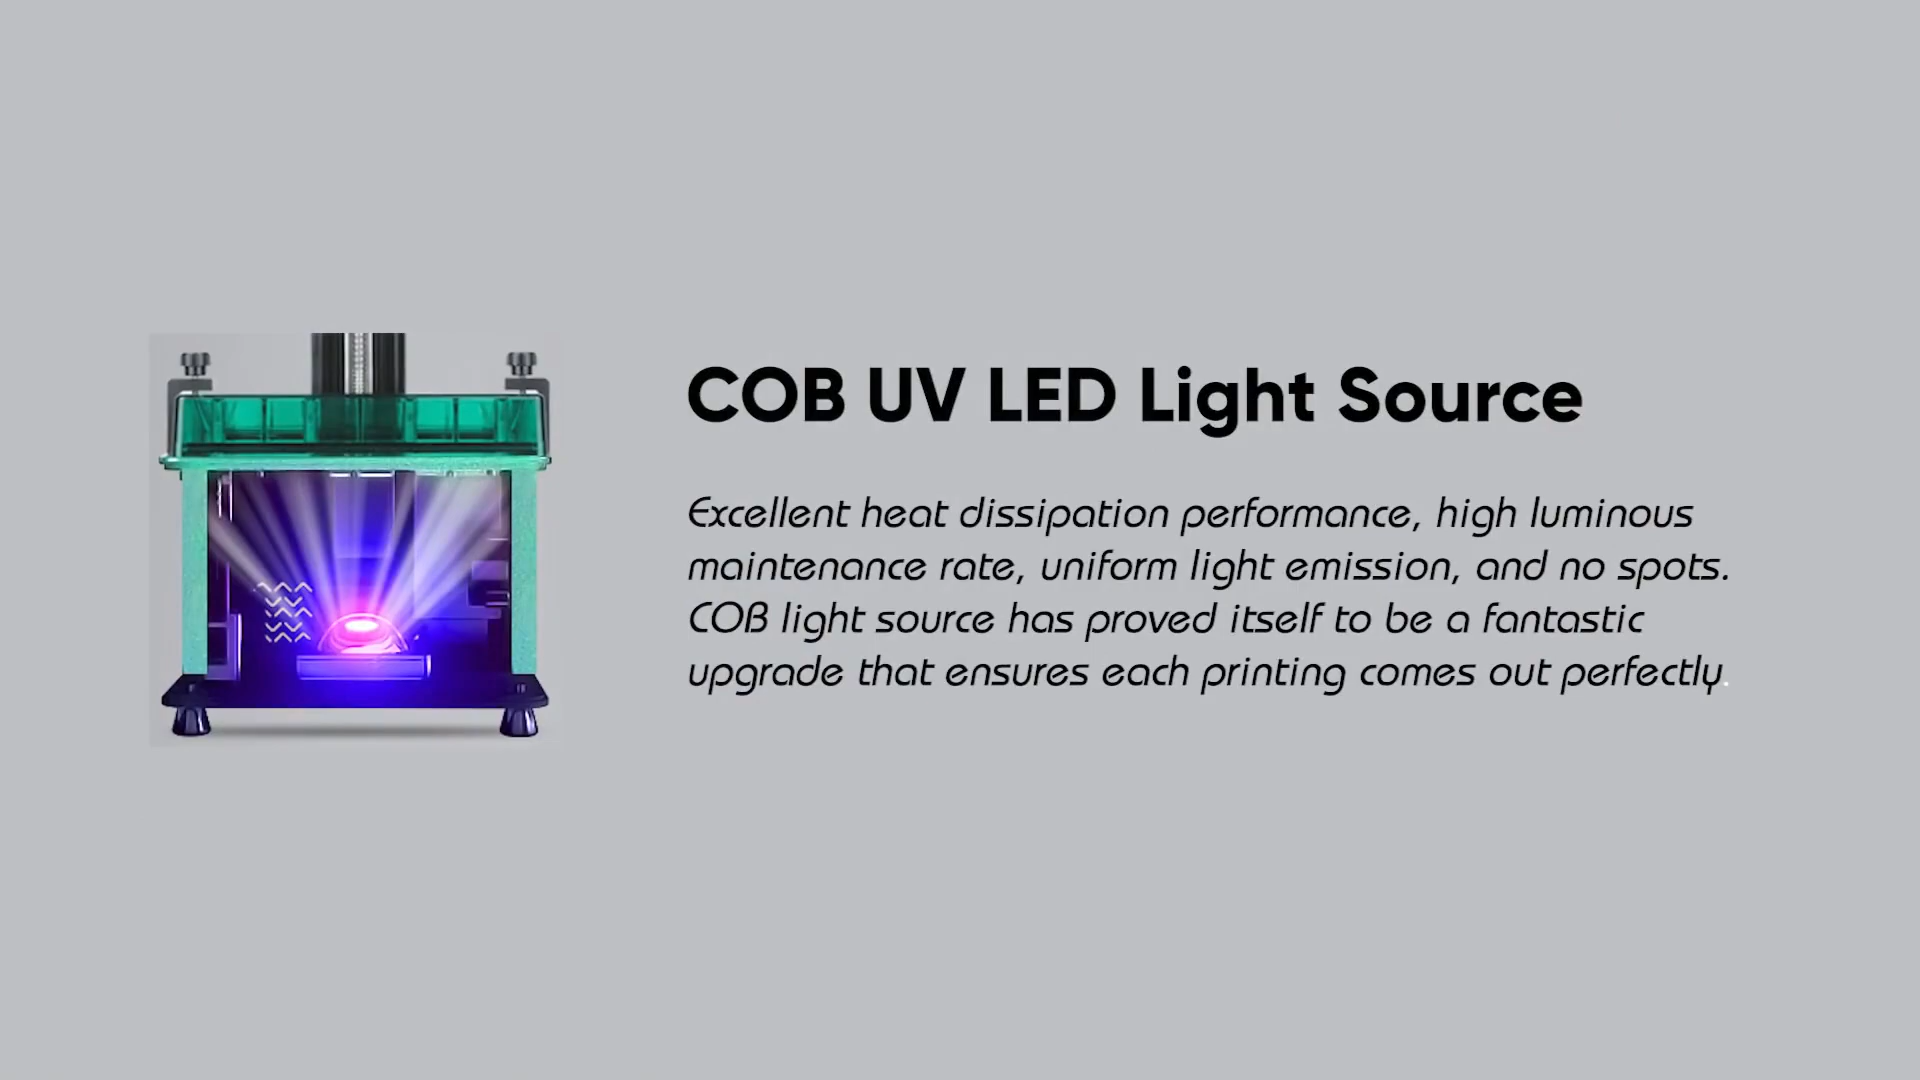 COB UV LED Light Source
Excellent heat dissipation performance, high luminous
maintenance rate, uniform light emission, and no spots.
COB light source has proved itself to be a fantastic
upgrade that ensures each printing comes out perfectly.